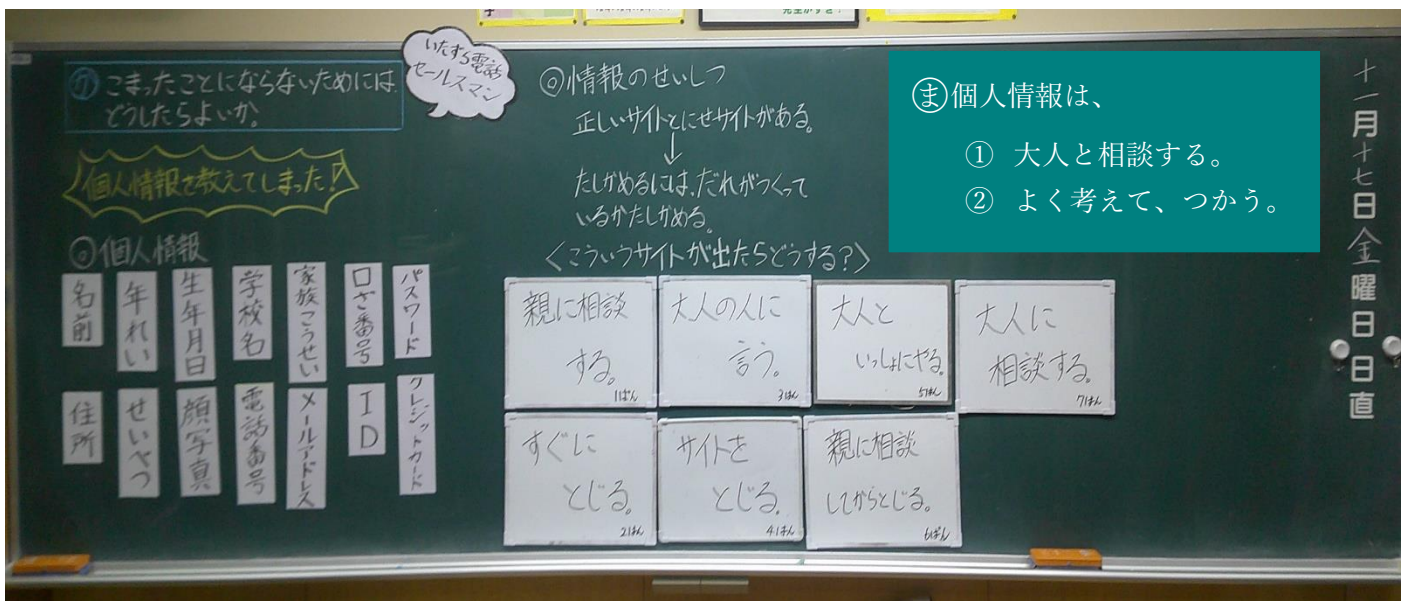 完全がすき！
㋗ こまったことにならないためには、
どうしたらよいか。
いたずら電話
セールスマン
個人情報を教えてしまった！
◎個人情報
名前
年れい
生年月日
学校名
家族こうせい
口ざ番号
パスワード
住所
せいべつ
顔写真
電話番号
メールアドレス
ID
クレジットカード
◎情報のせいしつ
正しいサイトとにせサイトがある。
↓
たしかめるには、だれがつくって
いるかたしかめる。
＜こういうサイトが出たらどうする?＞
親に相談
する。
1ぱん
大人の人に
言う。
3ぱん
大人と
いっしょにやる。
5はん
大人に
相談する。
7はん
すぐに
とじる。
2はん
サイトを
とじる。
4はん
親に相談
してからとじる。
6ぱん
㋮個人情報は、
① 大人と相談する。
② よく考えて、つかう。
十一月十七日金曜日日直